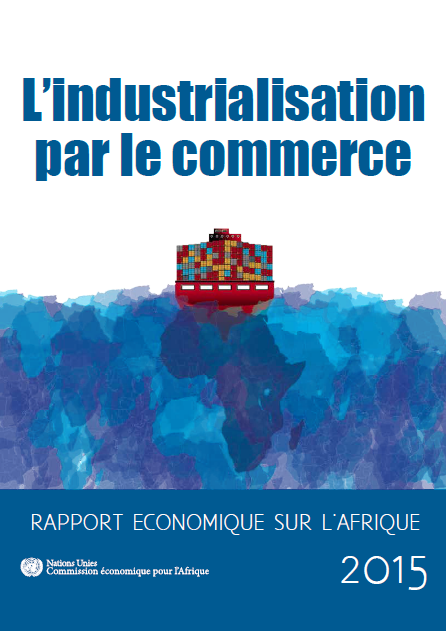 L’industrialisation
par le commerce
RAPPORT ECONOMIQUE SUR L’AFRIQUE
Nations Unies
Commission économique pour l'Afrique
2015